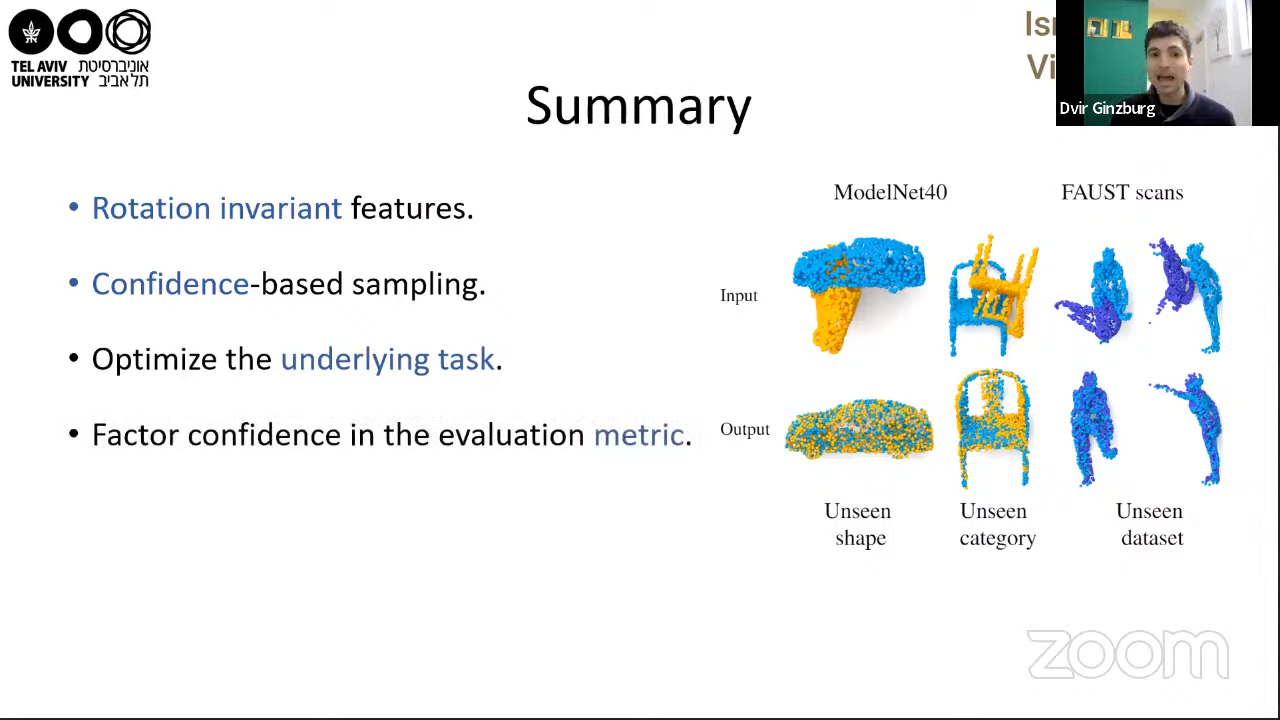 TEL AVIV אוניברסיטת
UNIVERSITY תל אביב
Dvir Ginzburg
Summary
• Rotation invariant features.
• Confidence-based sampling.
• Optimize the underlying task.
• Factor confidence in the evaluation metric.
ModelNet40 FAUST scans
Input
Output
Unseen shape
Unseen category
Unseen dataset
zoom